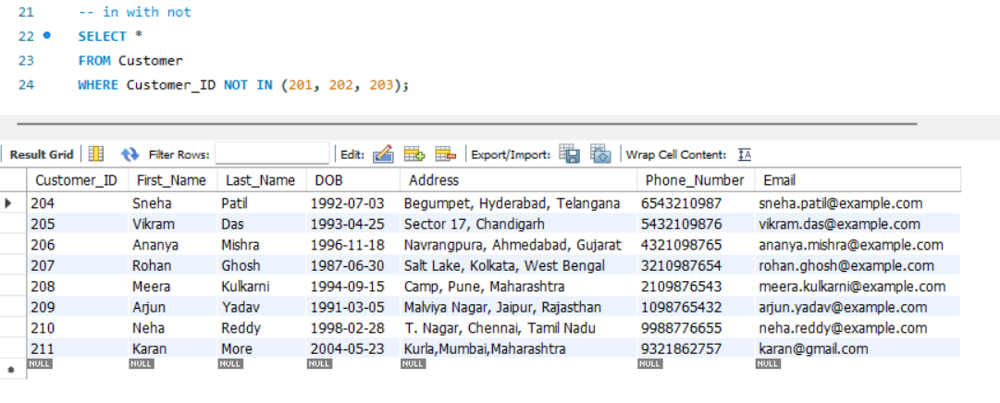 21 -- in with not
22 SELECT *
23 FROM Customer
24 WHERE Customer_ID NOT IN (201, 202, 203);
Result Grid Filter Rows: Edit: Export/Import: Wrap Cell Content: IA
Customer_ID First_Name Last_Name DOB Address Phone_Number Email
204 Sneha Patil 1992-07-03 Begumpet, Hyderabad, Telangana 6543210987 sneha.patil@example.com
205 Vikram Das 1993-04-25 Sector 17, Chandigarh 5432109876 vikram.das@example.com
206 Ananya Mishra 1996-11-18 Navrangpura, Ahmedabad, Gujarat 4321098765 ananya.mishra@example.com
207 Rohan Ghosh 1987-06-30 Salt Lake, Kolkata, West Bengal 3210987654 rohan.ghosh@example.com
208 Meera Kulkarni 1994-09-15 Camp, Pune, Maharashtra 2109876543 meera.kulkarni@example.com
209 Arjun Yadav 1991-03-05 Malviya Nagar, Jaipur, Rajasthan 1098765432 arjun.yadav@example.com
210 Neha Reddy 1998-02-28 T. Nagar, Chennai, Tamil Nadu 9988776655 neha.reddy@example.com
211 Karan More 2004-05-23 Kurla,Mumbai,Maharashtra 9321862757 karan@gmail.com
NULL NULL NULL NULL NULL NULL NULL